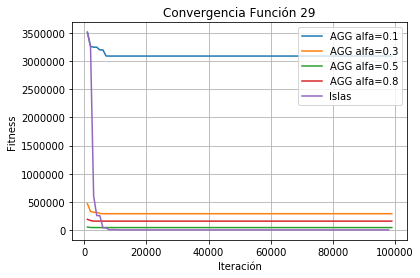 Convergencia Función 29
3500000
3000000
2500000
2000000
1500000
1000000
500000
0
Fitness
AGG alfa=0.1
AGG alfa=0.3
AGG alfa=0.5
AGG alfa=0.8
Islas
0 20000 40000 60000 80000 100000
Iteración